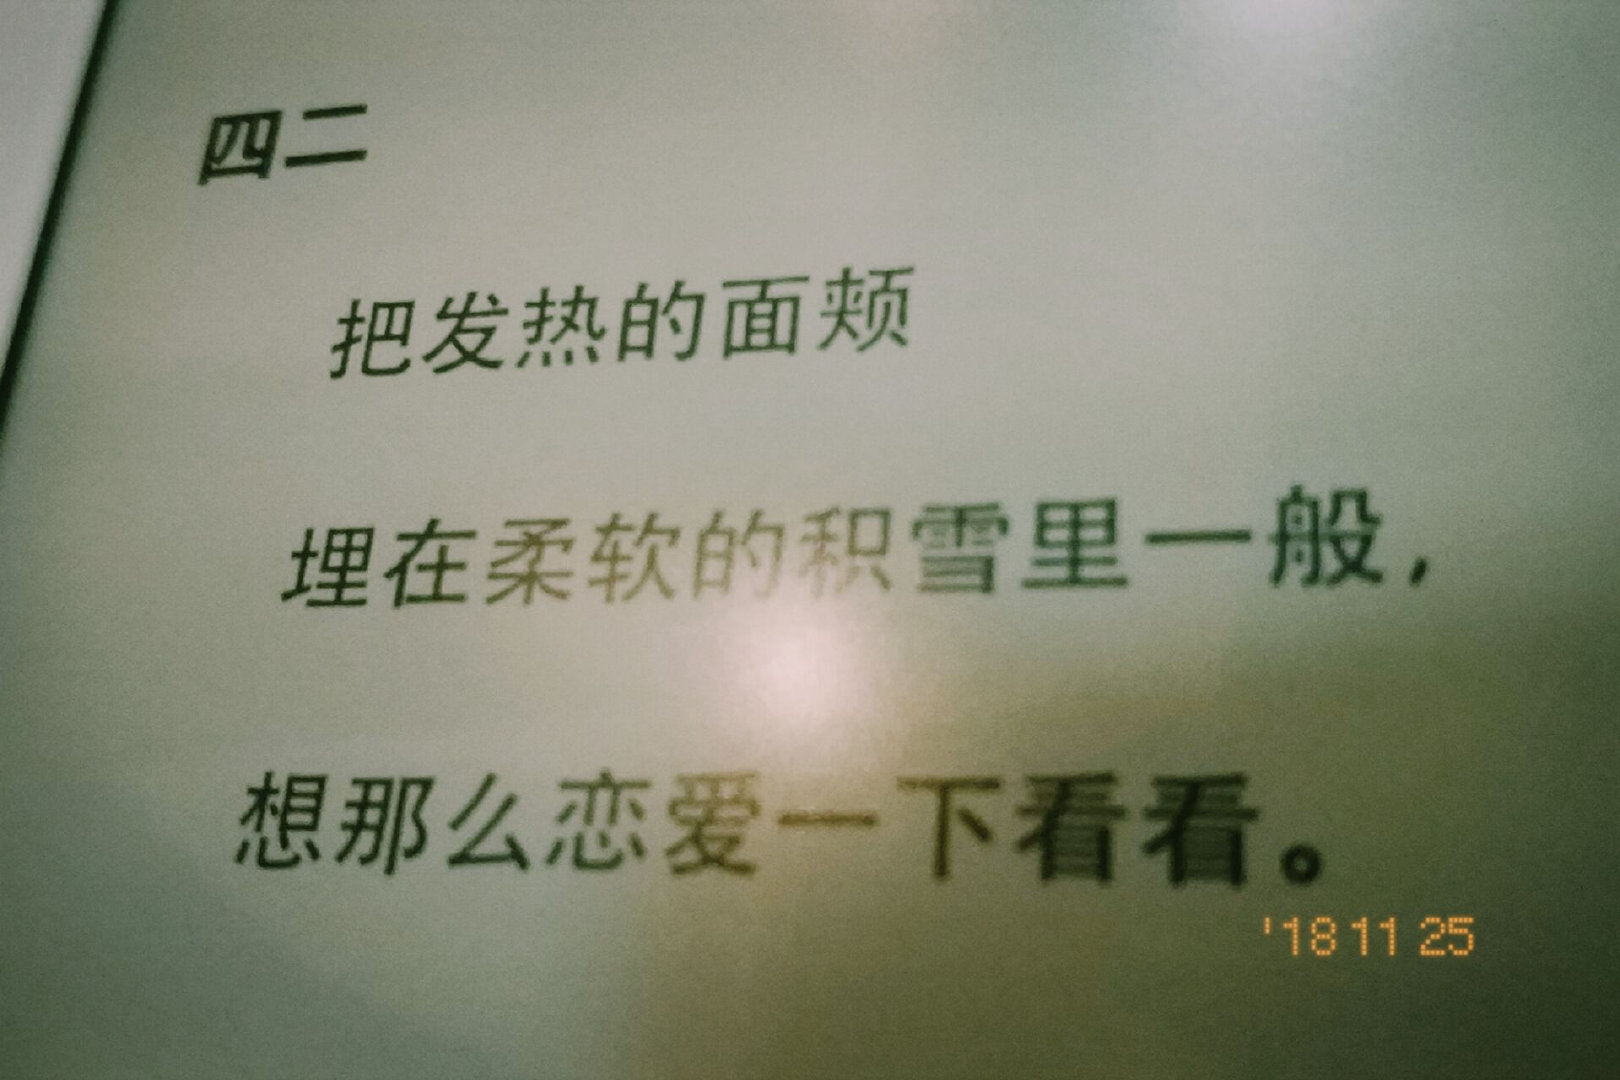 四二
把发热的面颊
埋在柔软的积雪里一般，
想那么恋爱一下看看。
'18 11 25